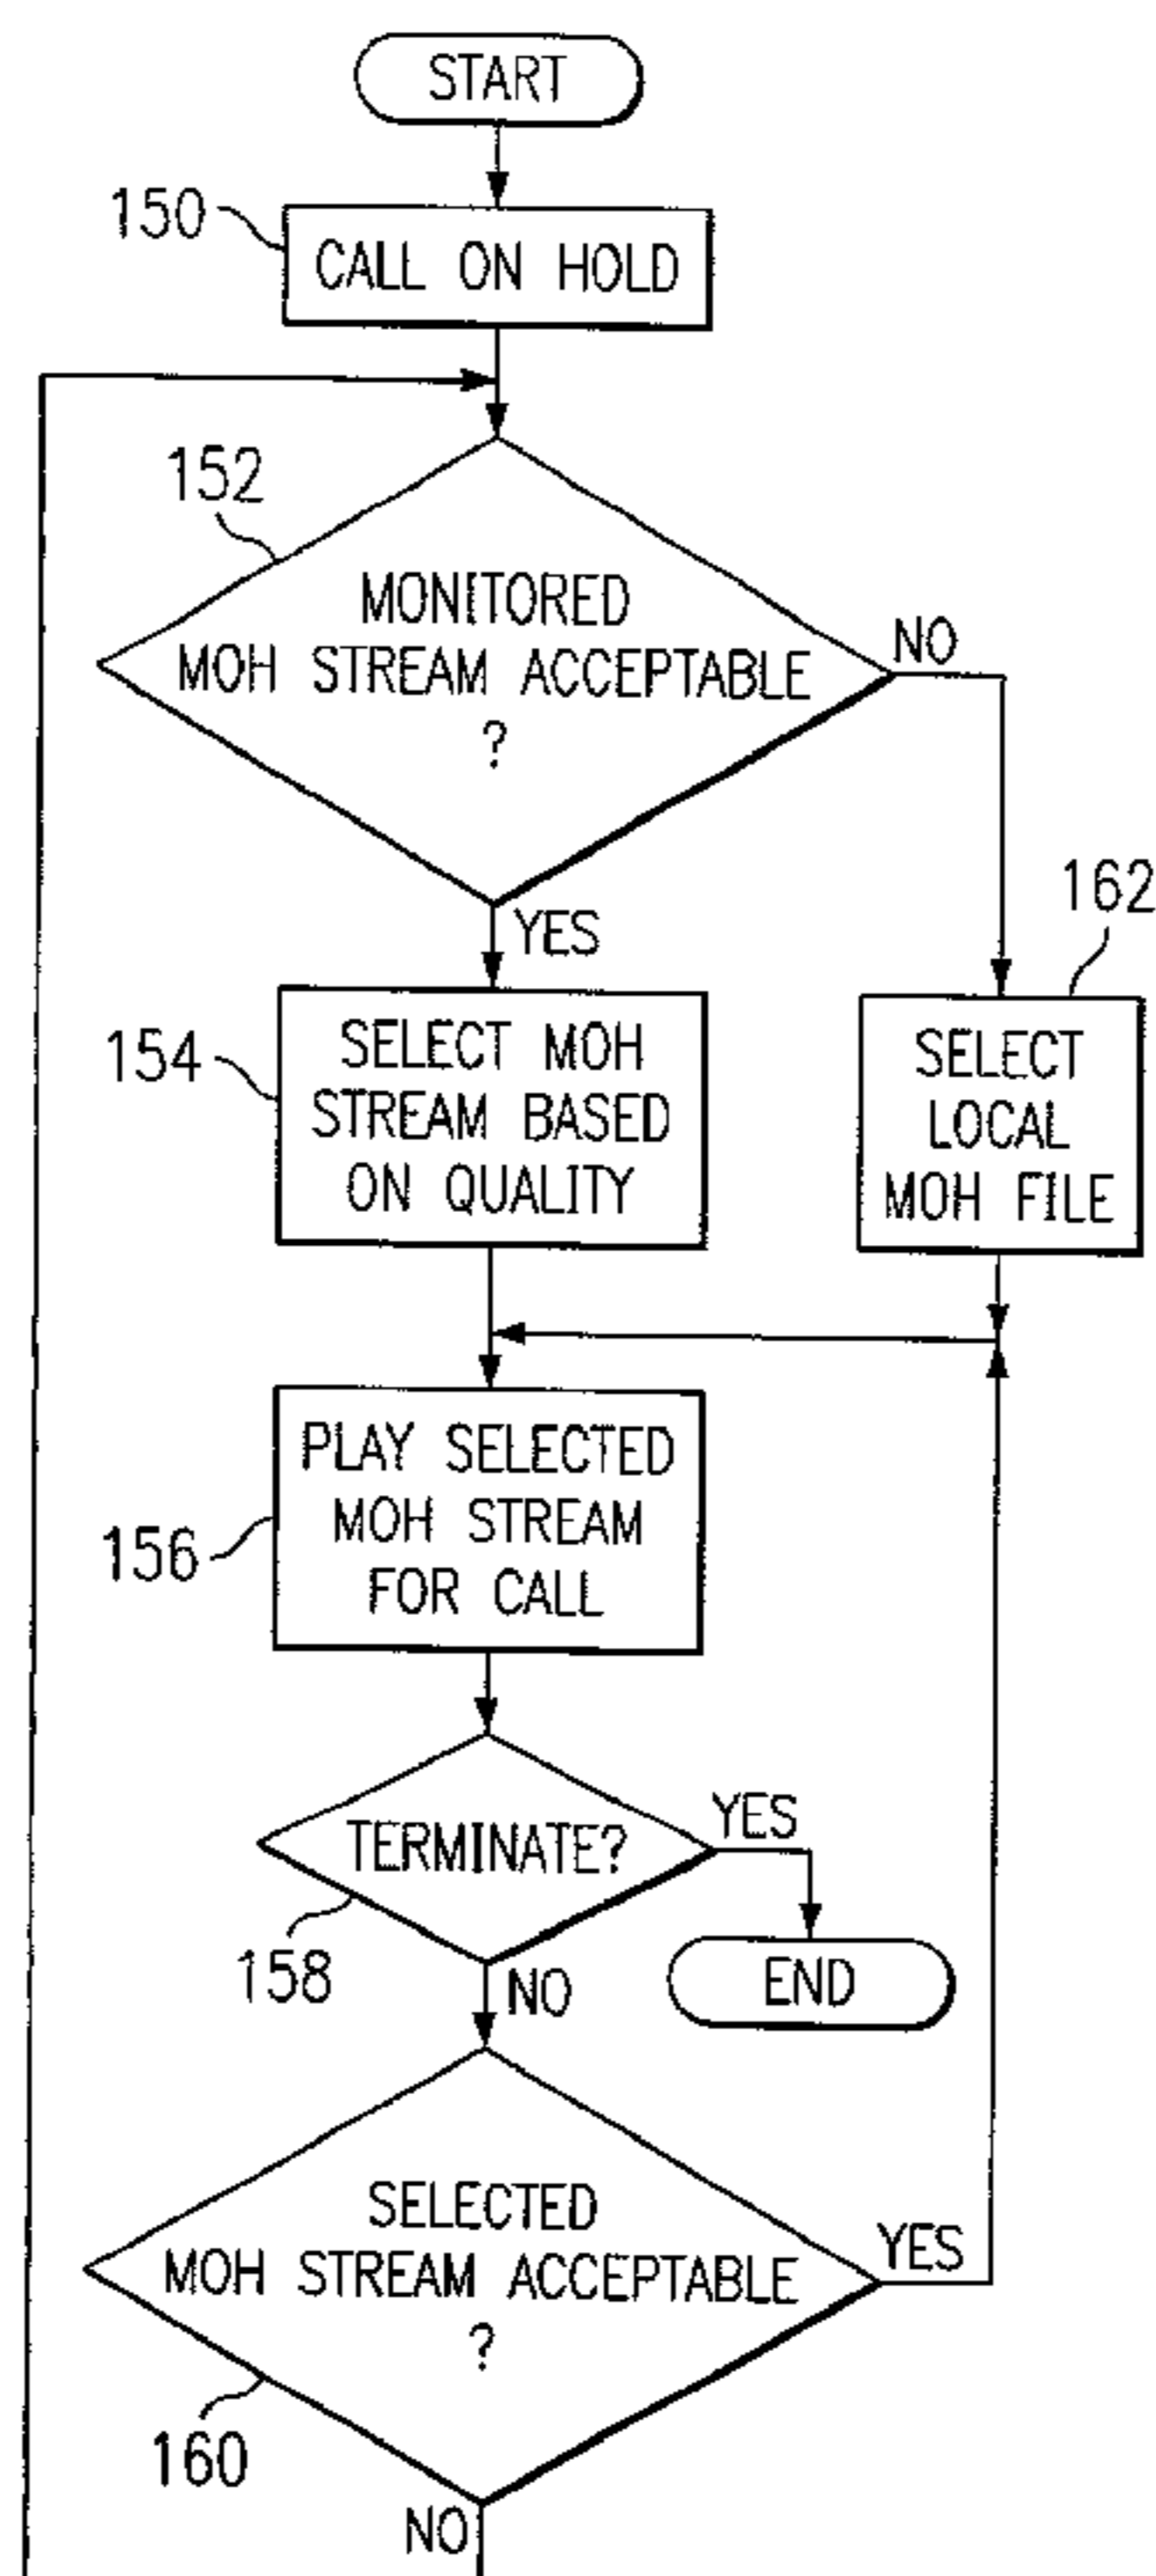 START
150
CALL ON HOLD
152
MONITORED
MOH STREAM ACCEPTABLE
?
NO
YES
162
154
SELECT MOH
STREAM BASED
ON QUALITY
SELECT
LOCAL
MOH FILE
156
PLAY SELECTED
MOH STREAM
FOR CALL
TERMINATE?
YES
158
NO
END
SELECTED
MOH STREAM ACCEPTABLE
?
YES
160
NO